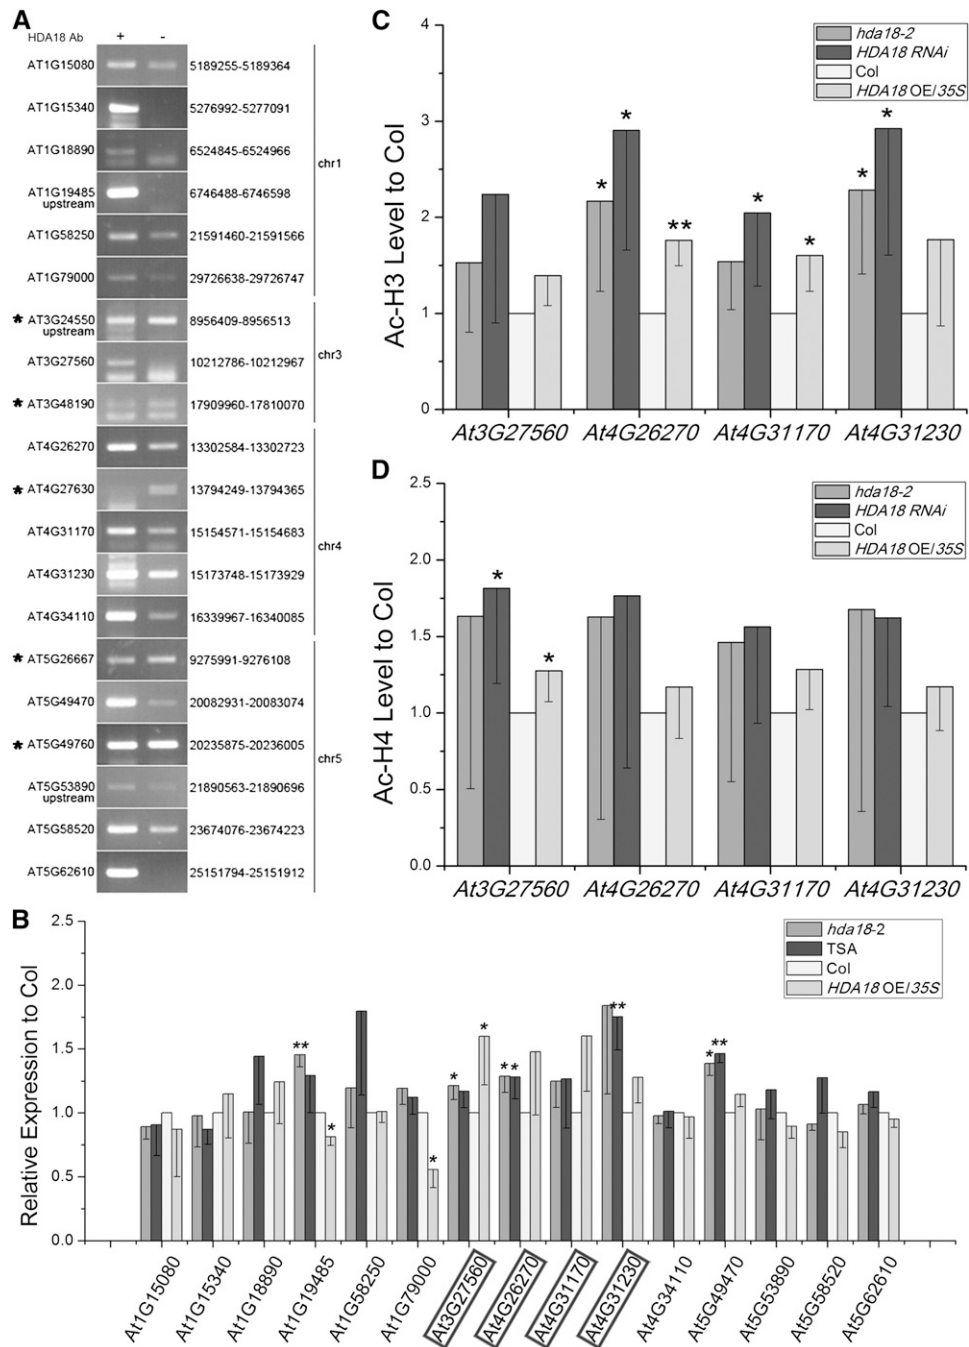 A
HDA18 Ab + -
AT1G15080 5189255-5189364
AT1G15340 5276992-5277091
AT1G18890 6524845-6524966
chr1
AT1G19485 6746488-6746598
upstream
AT1G58250 21591460-21591566
AT1G79000 29726638-29726747
* AT3G24550 8956409-8956513
upstream
chr3
AT3G27560 10212786-10212967
* AT3G48190 17909960-17810070
AT4G26270 13302584-13302723
* AT4G27630 13794249-13794365
AT4G31170 15154571-15154683
chr4
AT4G31230 15173748-15173929
AT4G34110 16339967-16340085
* AT5G26667 9275991-9276108
AT5G49470 20082931-20083074
* AT5G49760 20235875-20236005
chr5
AT5G53890 21890563-21890696
upstream
AT5G58520 23674076-23674223
AT5G62610 25151794-25151912
C
Ac-H3 Level to Col
4
3
2
1
0
hda18-2
HDA18 RNAi
Col
HDA18 OE/35S
* * ** * * * *
At3G27560 At4G26270 At4G31170 At4G31230
D
Ac-H4 Level to Col
2.5
2.0
1.5
1.0
0.5
0.0
hda18-2
HDA18 RNAi
Col
HDA18 OE/35S
* *
At3G27560 At4G26270 At4G31170 At4G31230
B
Relative Expression to Col
2.5
2.0
1.5
1.0
0.5
0.0
hda18-2
TSA
Col
HDA18 OE/35S
** * * * * ** ** * **
At1G15080 At1G15340 At1G18890 At1G19485 At1G58250 At1G79000 At3G27560 At4G26270 At4G31170 At4G31230 At4G34110 At5G49470 At5G53890 At5G58520 At5G62610